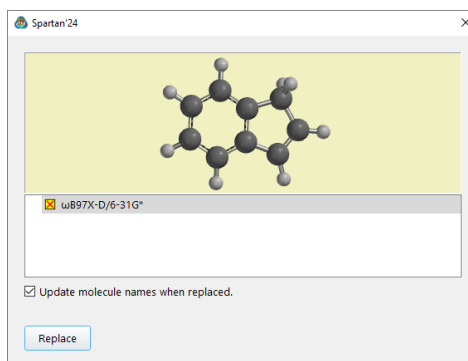 Spartan'24
ωB97X-D/6-31G*
Update molecule names when replaced.
Replace